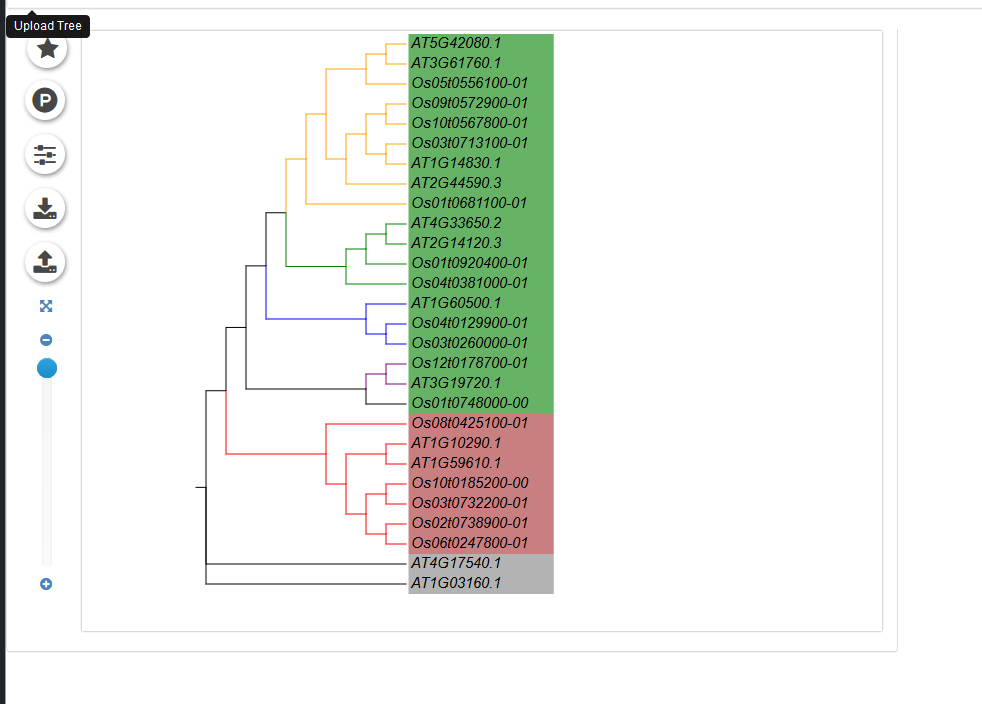 Upload Tree
P
AT5G42080.1
AT3G61760.1
Os05t0556100-01
Os09t0572900-01
Os10t0567800-01
Os03t0713100-01
AT1G14830.1
AT2G44590.3
Os01t0681100-01
AT4G33650.2
AT2G14120.3
Os01t0920400-01
Os04t0381000-01
AT1G60500.1
Os04t0129900-01
Os03t0260000-01
Os12t0178700-01
AT3G19720.1
Os01t0748000-00
Os08t0425100-01
AT1G10290.1
AT1G59610.1
Os10t0185200-00
Os03t0732200-01
Os02t0738900-01
Os06t0247800-01
AT4G17540.1
AT1G03160.1